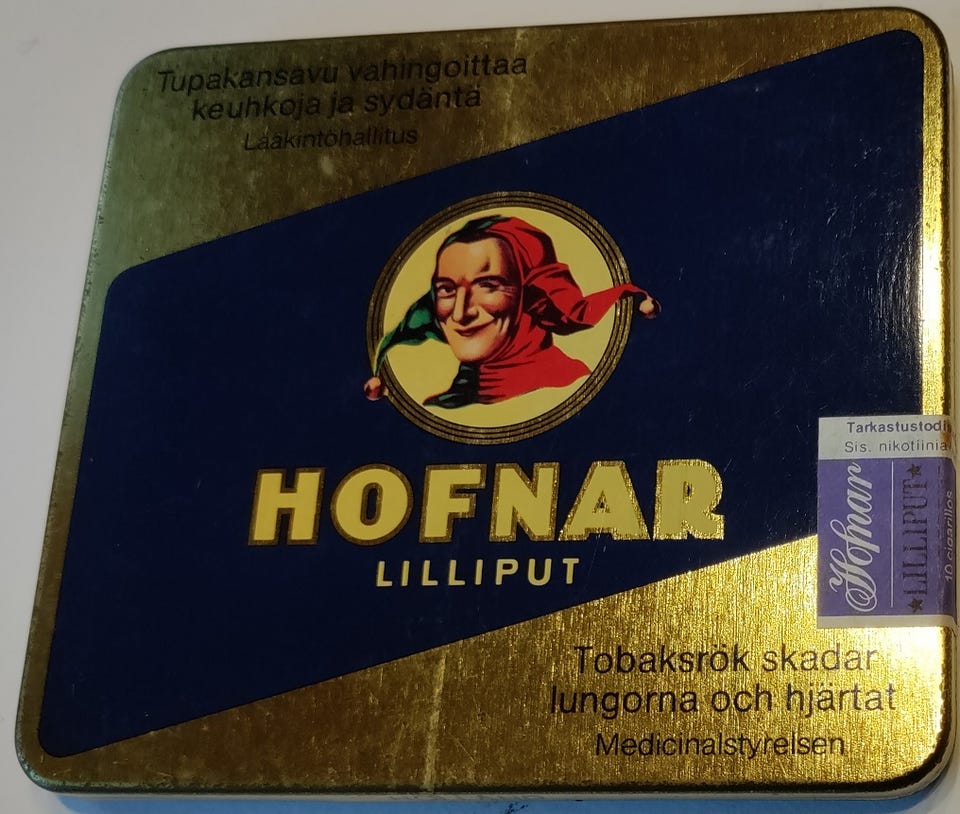 Tupakansavu vahingoittaa
keuhkoja ja sydäntä
Lääkintöhallitus
HOFNAR
LILLIPUT
Tarkastustodi
Sis. nikotiinia
Hofnar
★LILLIPUT★
10 cigarillos
Tobaksrök skadar
lungorna och hjärtat
Medicinalstyrelsen